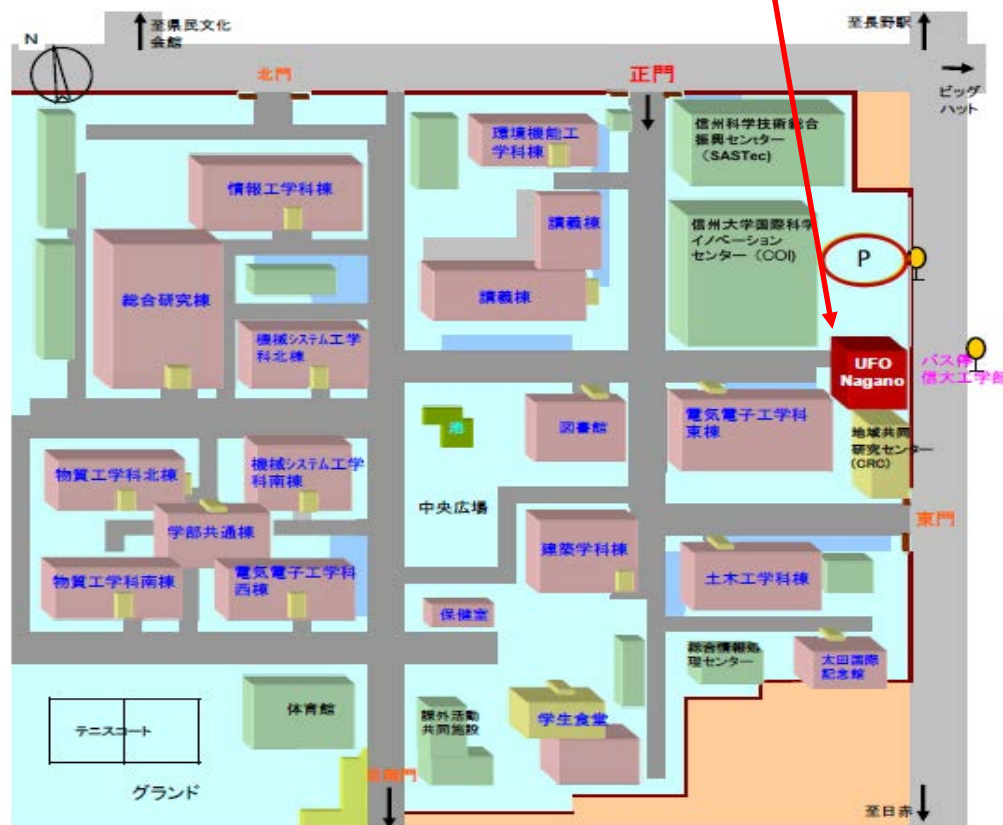 至県民文化
会館
至長野駅
N
北門
正門
ビッグ
ハット
環境機能工
学科棟
信州科学技術総合
振興センター
（SASTec）
情報工学科棟
講義棟
信州大学国際科学
イノベーション
センター（COI)
P
総合研究棟
講義棟
機械システム工学
科北棟
UFO
Nagano
バス停
信大工学部
池
図書館
電気電子工学科
東棟
地域共同
研究センター
(CRC)
物質工学科北棟
機械システム工学
科南棟
中央広場
東門
学部共通棟
建築学科棟
物質工学科南棟
電気電子工学科
西棟
土木工学科棟
保健室
総合情報処
理センター
太田国際
記念館
体育館
課外活動
共同施設
学生食堂
テニスコート
グランド
至南門
至日赤